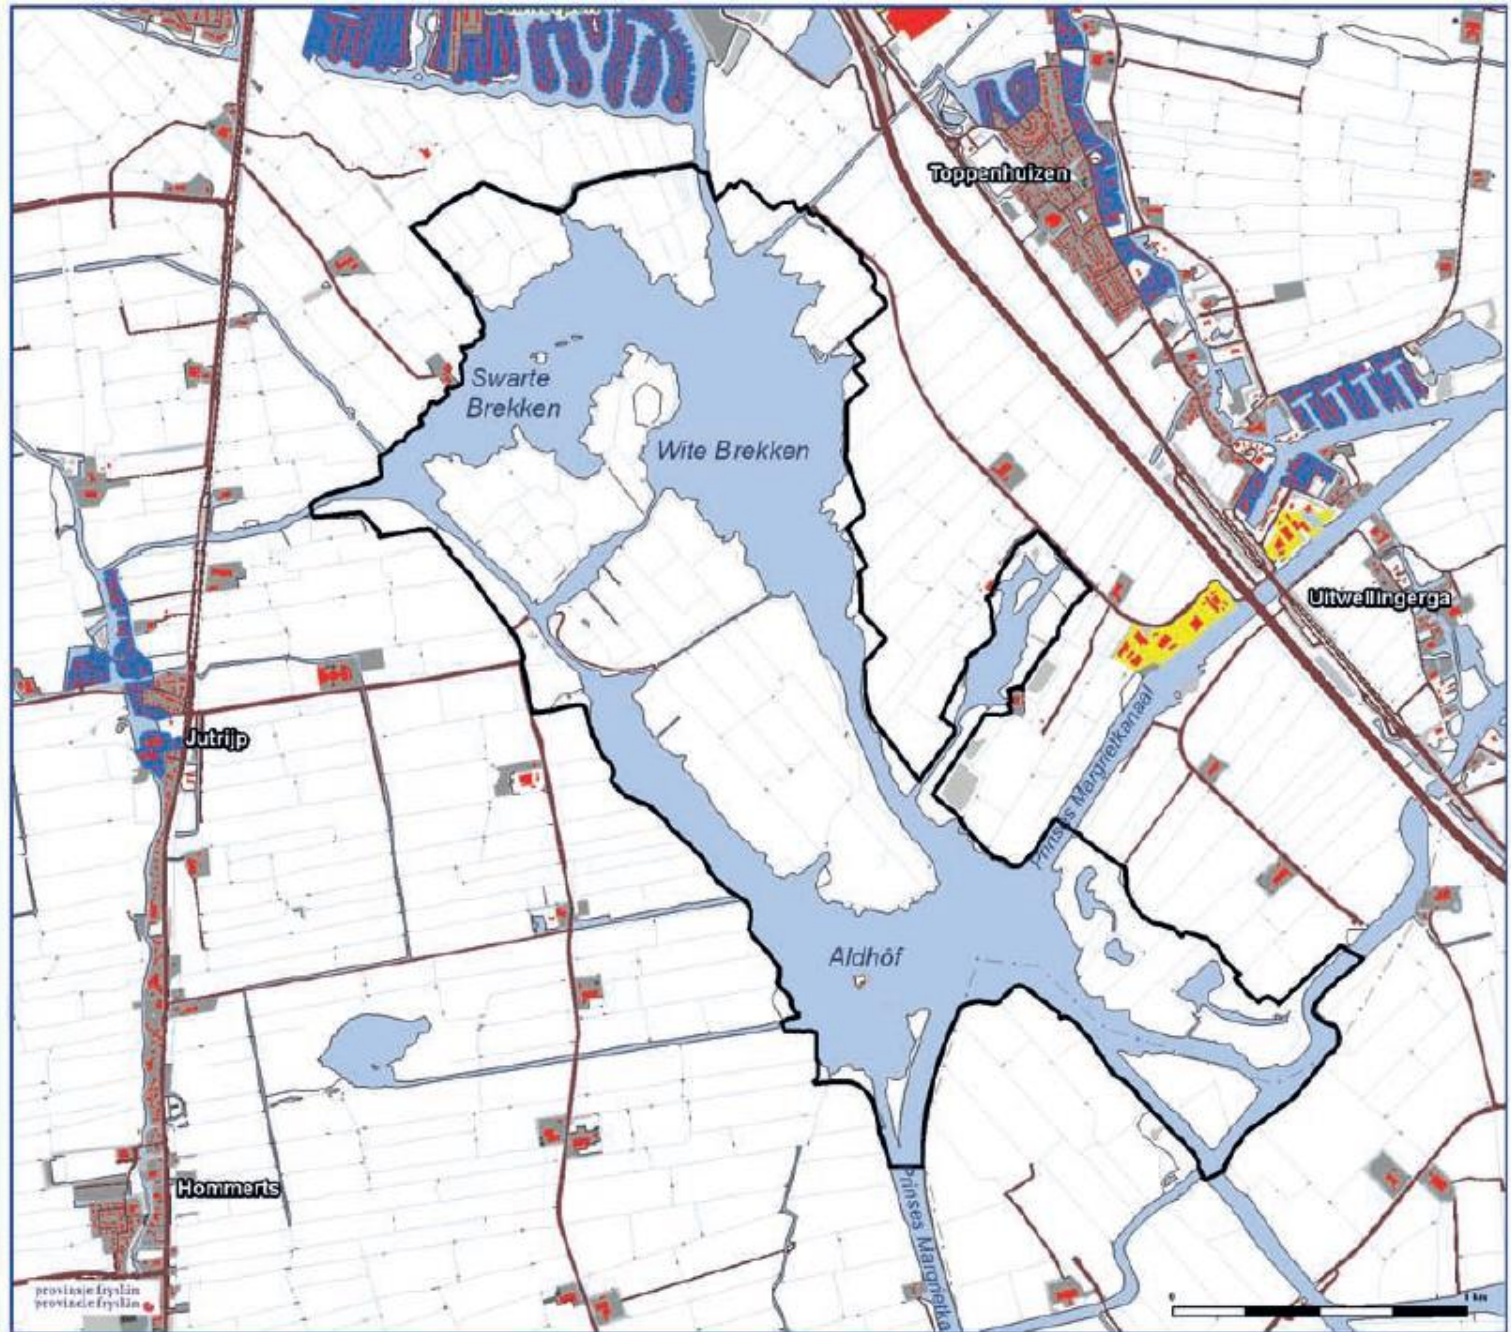 Toppenhuizen
Swarte
Brekken
Wite Brekken
Uitwellingerga
Prinses Margrietkanaal
Jutrijp
Aldhôf
Hommerts
Prinses Margrietka
provinsje fryslân
provincie fryslân
0 1 km